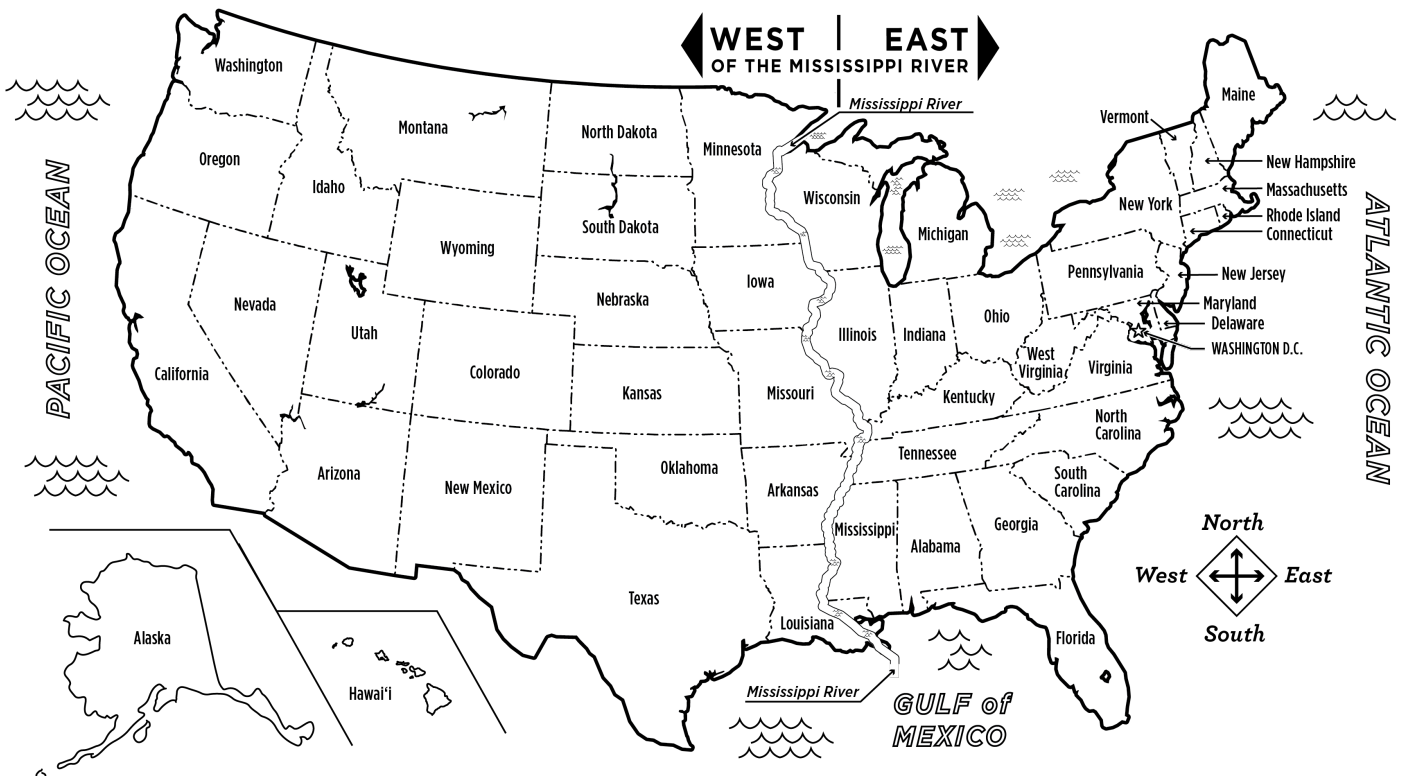 WEST EAST
OF THE MISSISSIPPI RIVER
Mississippi River
Washington
Maine
Vermont
Montana
North Dakota
Minnesota
Oregon
Idaho
New Hampshire
Wisconsin
Massachusetts
New York
Rhode Island
South Dakota
Connecticut
Michigan
Wyoming
Pennsylvania
New Jersey
Iowa
Nebraska
Nevada
Maryland
Ohio
Delaware
Utah
Illinois
Indiana
WASHINGTON D.C.
West
Virginia
Virginia
California
Colorado
Kansas
Missouri
Kentucky
North
Carolina
Tennessee
Arizona
New Mexico
Oklahoma
Arkansas
South
Carolina
Mississippi
Alabama
Georgia
Texas
Louisiana
Florida
Alaska
Hawai‘i
Mississippi River
PACIFIC OCEAN
ATLANTIC OCEAN
GULF of
MEXICO
North
West East
South